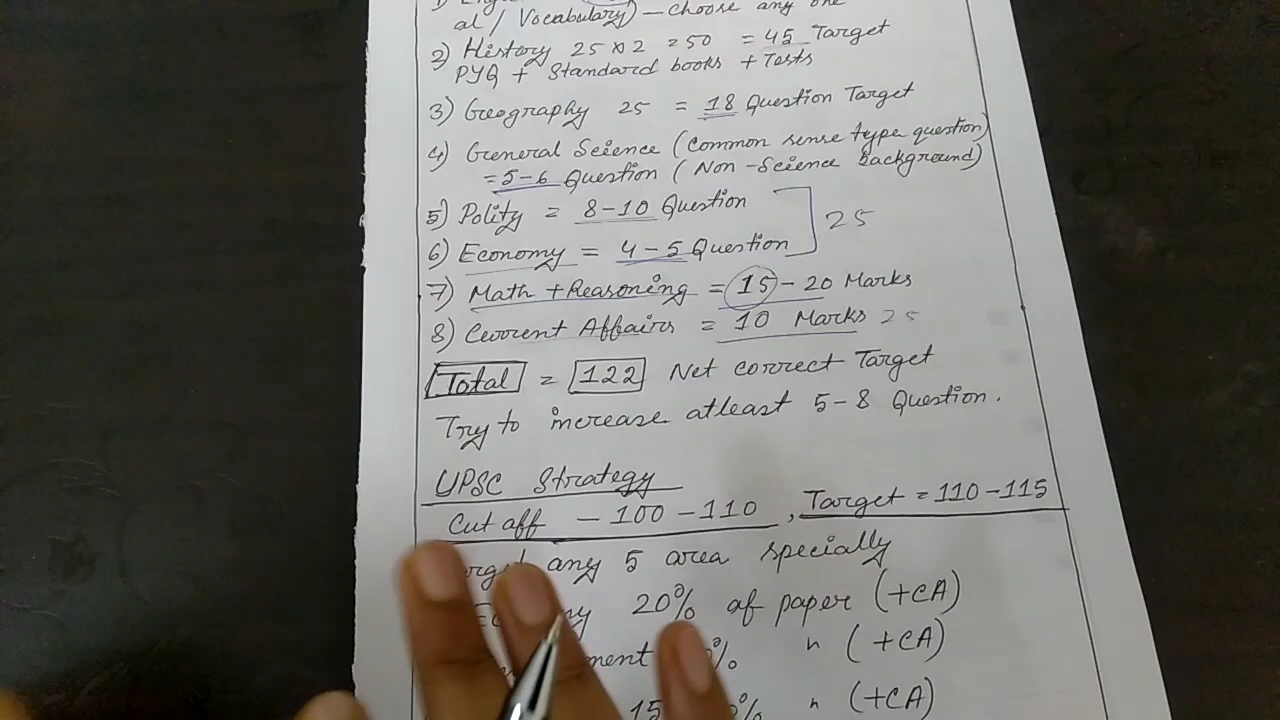 al / Vocabulary) — choose any one
2) History 25 x 2 = 50 = 45 Target
PYQ + Standard books + Tests
3) Geography 25 = 18 Question Target
4) General Science (Common sense type question)
= 5-6 Question (Non-Science background)
5) Polity = 8-10 Question
25
6) Economy = 4-5 Question
7) Math + Reasoning = 15 - 20 Marks
8) Current Affairs = 10 Marks 25
Total = 122 Net correct Target
Try to increase atleast 5-8 Question.
UPSC Strategy
Cut off - 100 - 110, Target = 110-115
any 5 area specially
20% of paper (+CA)
% " (+CA)
15 % " (+CA)